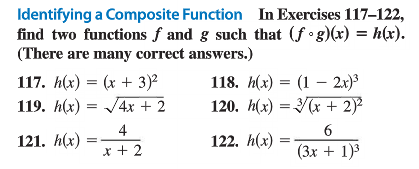 Identifying a Composite Function In Exercises 117–122,
find two functions f and g such that (f ∘ g)(x) = h(x).
(There are many correct answers.)
117. h(x) = (x + 3)² 118. h(x) = (1 − 2x)³
119. h(x) = √(4x + 2) 120. h(x) = ∛((x + 2)²)
121. h(x) = 4/(x + 2) 122. h(x) = 6/(3x + 1)³